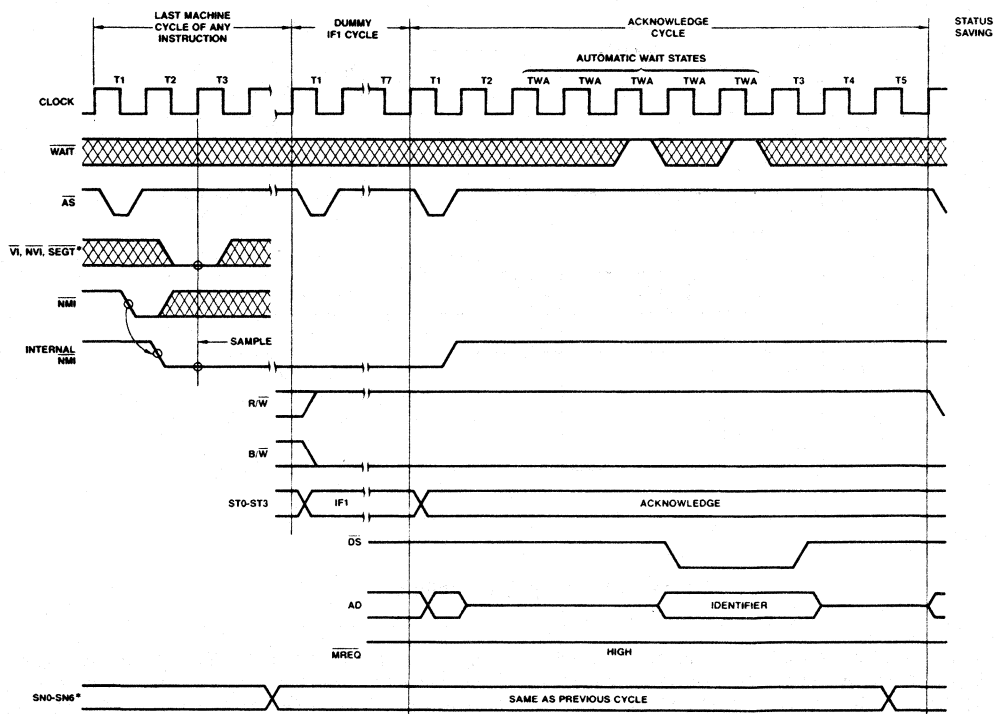 LAST MACHINE
CYCLE OF ANY
INSTRUCTION
DUMMY
IF1 CYCLE
ACKNOWLEDGE
CYCLE
STATUS
SAVING
AUTOMATIC WAIT STATES
T1 T2 T3 T1 T7 T1 T2 TWA TWA TWA TWA TWA T3 T4 T5
CLOCK
WAIT
AS
VI, NVI, SEGT*
NMI
SAMPLE
INTERNAL
NMI
R/W
B/W
ST0-ST3 IF1 ACKNOWLEDGE
DS
AD IDENTIFIER
MREQ HIGH
SN0-SN6* SAME AS PREVIOUS CYCLE